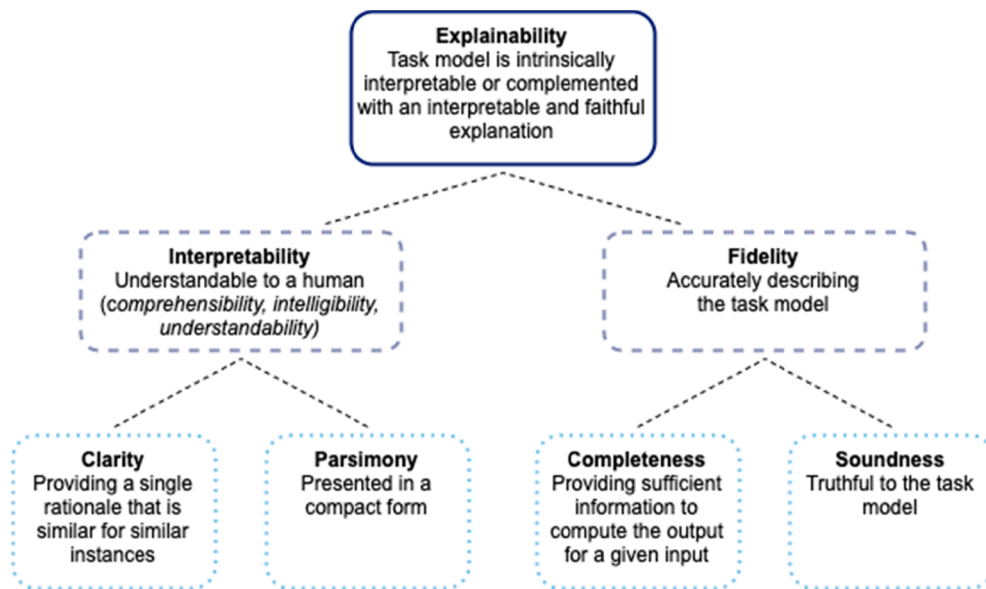 Explainability
Task model is intrinsically
interpretable or complemented
with an interpretable and faithful
explanation
Interpretability
Understandable to a human
(comprehensibility, intelligibility,
understandability)
Fidelity
Accurately describing
the task model
Clarity
Providing a single
rationale that is
similar for similar
instances
Parsimony
Presented in a
compact form
Completeness
Providing sufficient
information to
compute the output
for a given input
Soundness
Truthful to the task
model